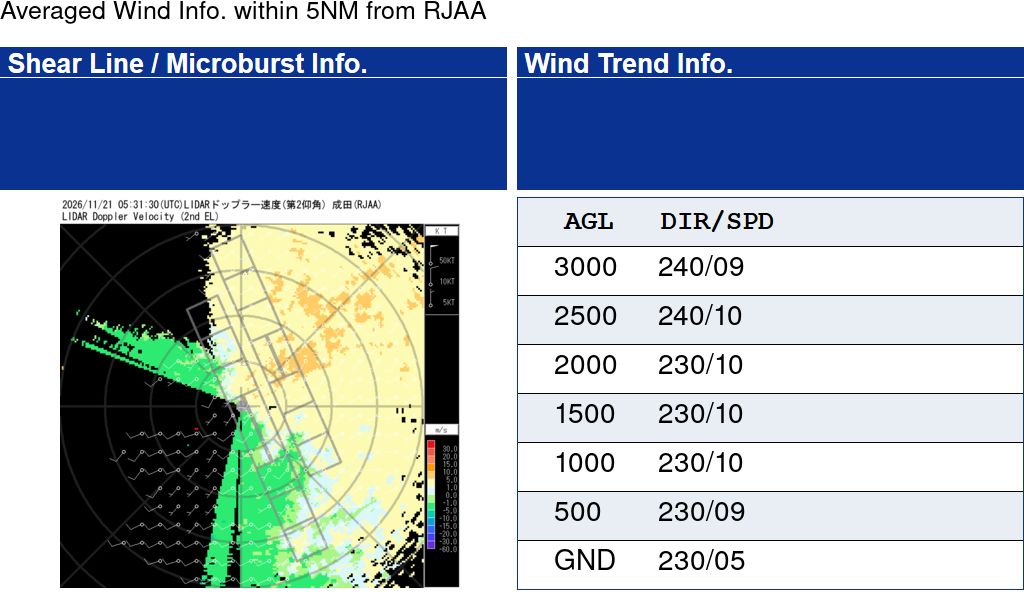 Averaged Wind Info. within 5NM from RJAA
Shear Line / Microburst Info.
Wind Trend Info.
2026/11/21 05:31:30(UTC)LIDARドップラー速度(第2仰角) 成田(RJAA)
LIDAR Doppler Velocity (2nd EL)
K T
50KT
10KT
5KT
m/s
30.0
20.0
15.0
10.0
5.0
1.0
0.0
-1.0
-5.0
-10.0
-15.0
-20.0
-30.0
-60.0
AGL DIR/SPD
3000 240/09
2500 240/10
2000 230/10
1500 230/10
1000 230/10
500 230/09
GND 230/05